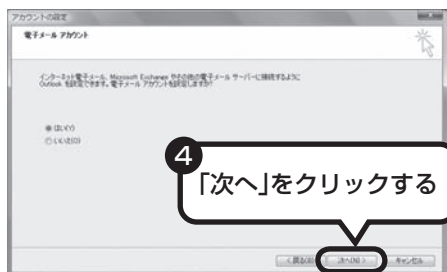 アカウントの設定
電子メール アカウント
インターネット電子メール、Microsoft Exchange やその他の電子メール サーバーに接続するように
Outlook を設定できます。電子メール アカウントを設定しますか?
はい(Y)
いいえ(O)
4
「次へ」をクリックする
< 戻る(B)
次へ(N) >
キャンセル